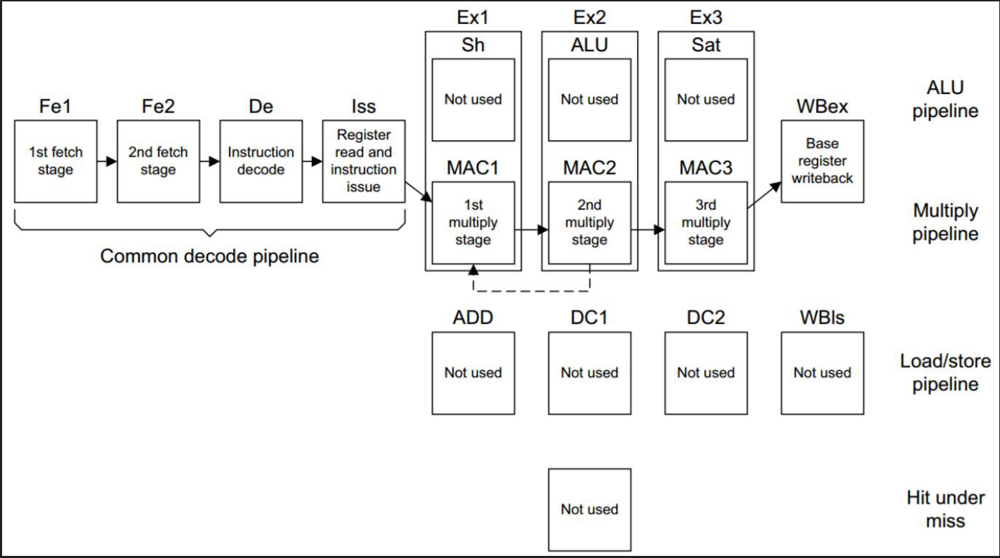 Ex1
Ex2
Ex3
Sh
ALU
Sat
Not used
Not used
Not used
ALU
pipeline
Fe1
Fe2
De
Iss
WBex
1st fetch
stage
2nd fetch
stage
Instruction
decode
Register
read and
instruction
issue
Base
register
writeback
MAC1
MAC2
MAC3
1st
multiply
stage
2nd
multiply
stage
3rd
multiply
stage
Multiply
pipeline
Common decode pipeline
ADD
DC1
DC2
WBls
Not used
Not used
Not used
Not used
Load/store
pipeline
Not used
Hit under
miss